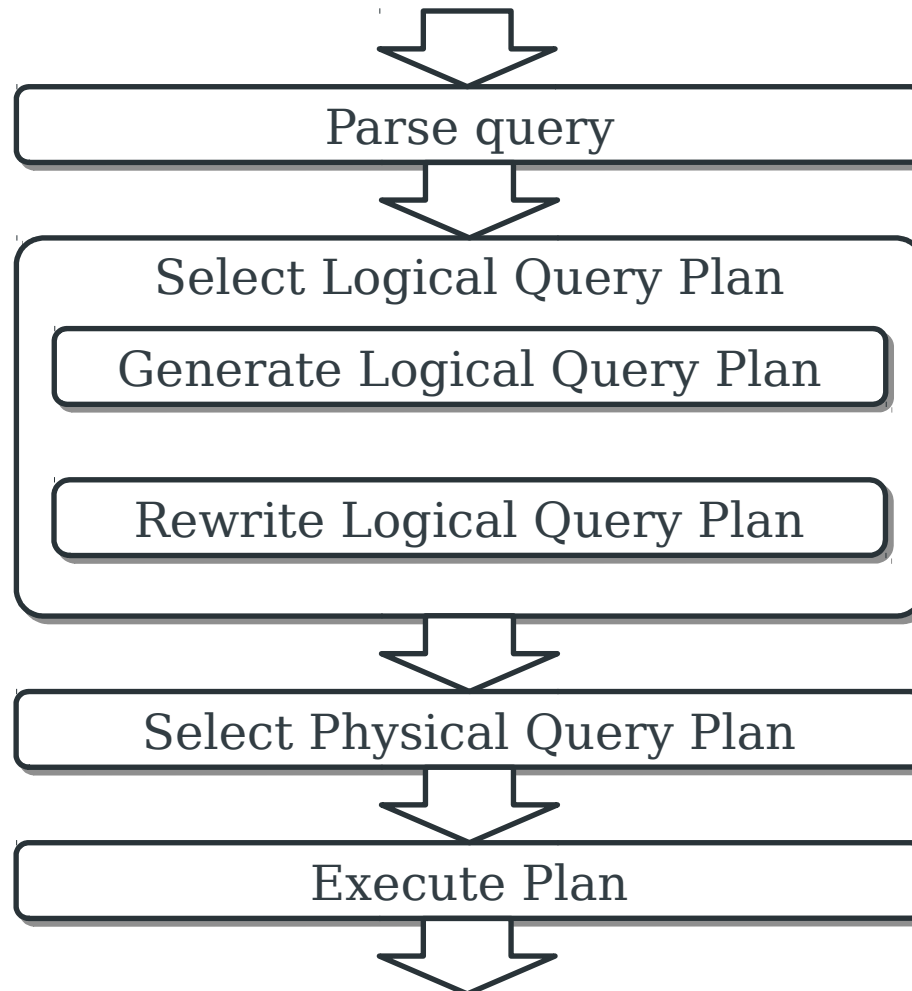 Parse query
Select Logical Query Plan
Generate Logical Query Plan
Rewrite Logical Query Plan
Select Physical Query Plan
Execute Plan